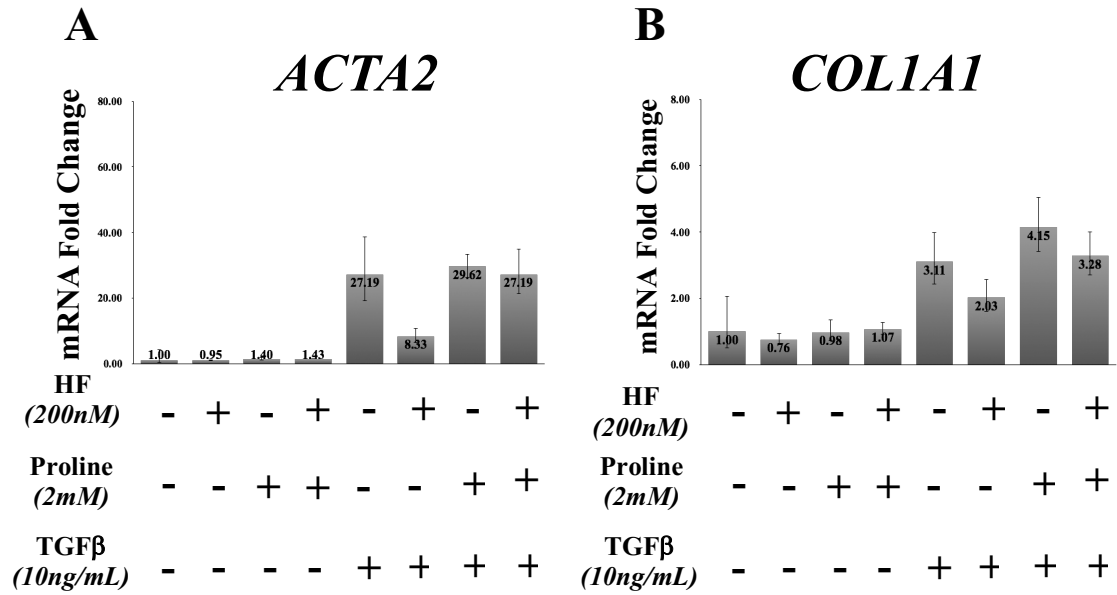 A
ACTA2
mRNA Fold Change
80.00
60.00
40.00
20.00
0.00
1.00 0.95 1.40 1.43 27.19 8.33 29.62 27.19
HF
(200nM)
- + - + - + - +
Proline
(2mM)
- - + + - - + +
TGFβ
(10ng/mL)
- - - - + + + +
B
COL1A1
mRNA Fold Change
8.00
6.00
4.00
2.00
0.00
1.00 0.76 0.98 1.07 3.11 2.03 4.15 3.28
HF
(200nM)
- + - + - + - +
Proline
(2mM)
- - + + - - + +
TGFβ
(10ng/mL)
- - - - + + + +